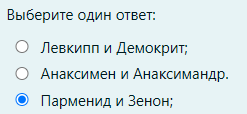 Выберите один ответ:
Левкипп и Демокрит;
Анаксимен и Анаксимандр.
Парменид и Зенон;